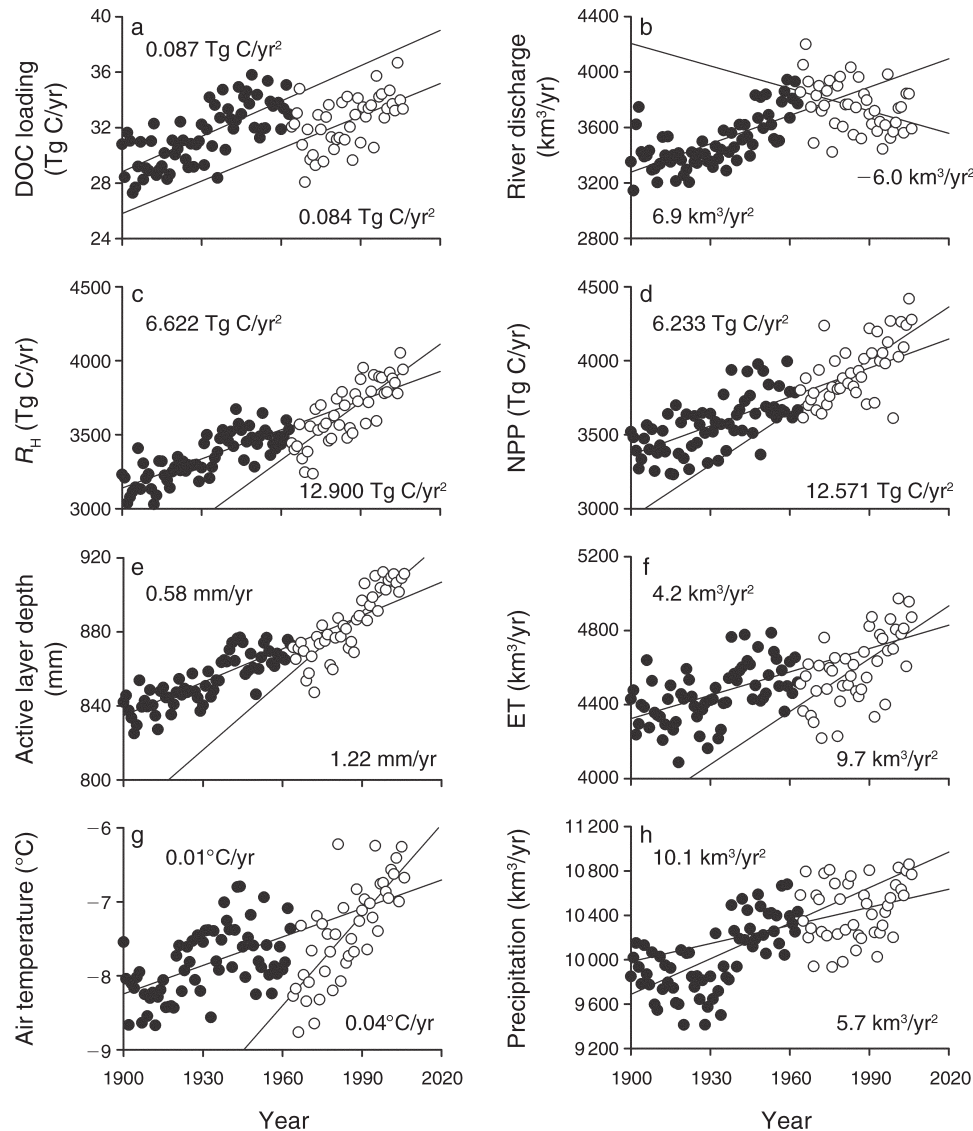 a
0.087 Tg C/yr²
0.084 Tg C/yr²
DOC loading
(Tg C/yr)
40
36
32
28
24
b
−6.0 km³/yr²
6.9 km³/yr²
River discharge
(km³/yr)
4400
4000
3600
3200
2800
c
6.622 Tg C/yr²
12.900 Tg C/yr²
R_H (Tg C/yr)
4500
4000
3500
3000
d
6.233 Tg C/yr²
12.571 Tg C/yr²
NPP (Tg C/yr)
4500
4000
3500
3000
e
0.58 mm/yr
1.22 mm/yr
Active layer depth
(mm)
920
880
840
800
f
4.2 km³/yr²
9.7 km³/yr²
ET (km³/yr)
5200
4800
4400
4000
g
0.01°C/yr
0.04°C/yr
Air temperature (°C)
−6
−7
−8
−9
1900 1930 1960 1990 2020
Year
h
10.1 km³/yr²
5.7 km³/yr²
Precipitation (km³/yr)
11 200
10 800
10 400
10 000
9 600
9 200
1900 1930 1960 1990 2020
Year